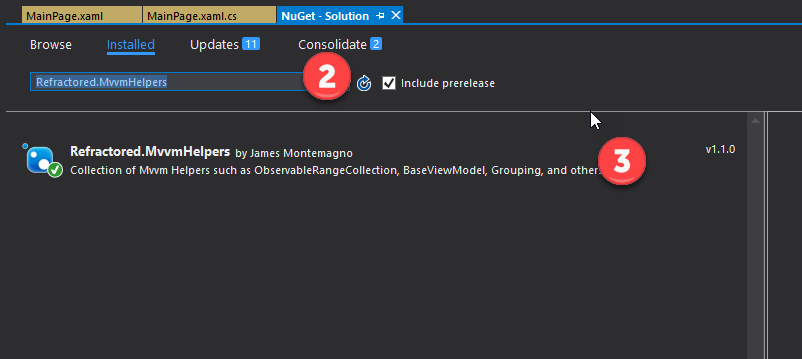 MainPage.xaml MainPage.xaml.cs NuGet - Solution
Browse Installed Updates 11 Consolidate 2
Refractored.MvvmHelpers 2 Include prerelease
Refractored.MvvmHelpers by James Montemagno 3 v1.1.0
Collection of Mvvm Helpers such as ObservableRangeCollection, BaseViewModel, Grouping, and other